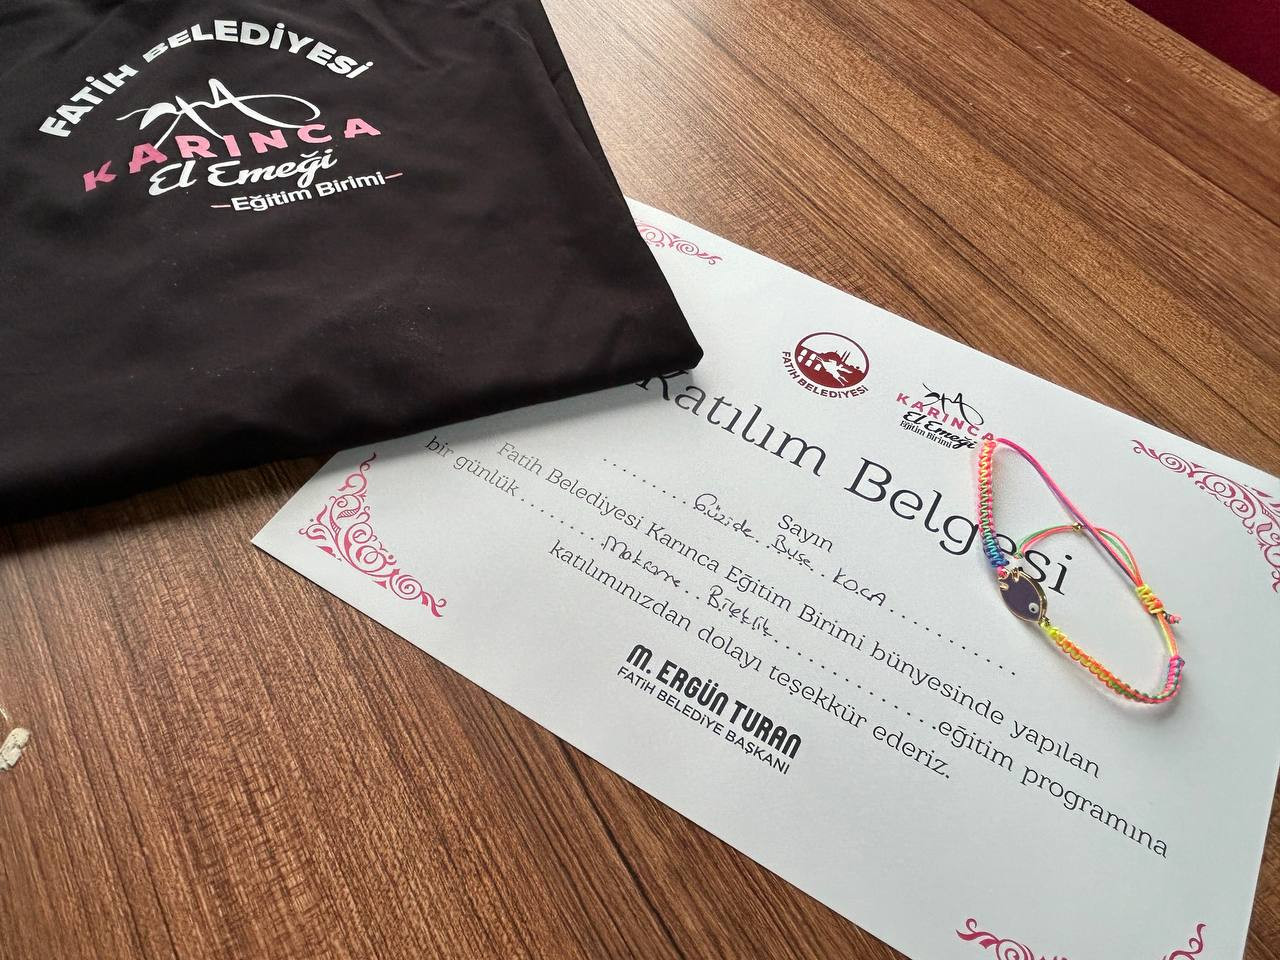 FATİH BELEDİYESİ
KARINCA
El Emeği
Eğitim Birimi
FATİH BELEDİYESİ
KARINCA
El Emeği
Eğitim Birimi
Katılım Belgesi
Sayın
........Güzide..Buse..KOCA..............
Fatih Belediyesi Karınca Eğitim Birimi bünyesinde yapılan
bir günlük..........Makrome..Bileklik..................eğitim programına
katılımınızdan dolayı teşekkür ederiz.
M. ERGÜN TURAN
FATİH BELEDİYE BAŞKANI